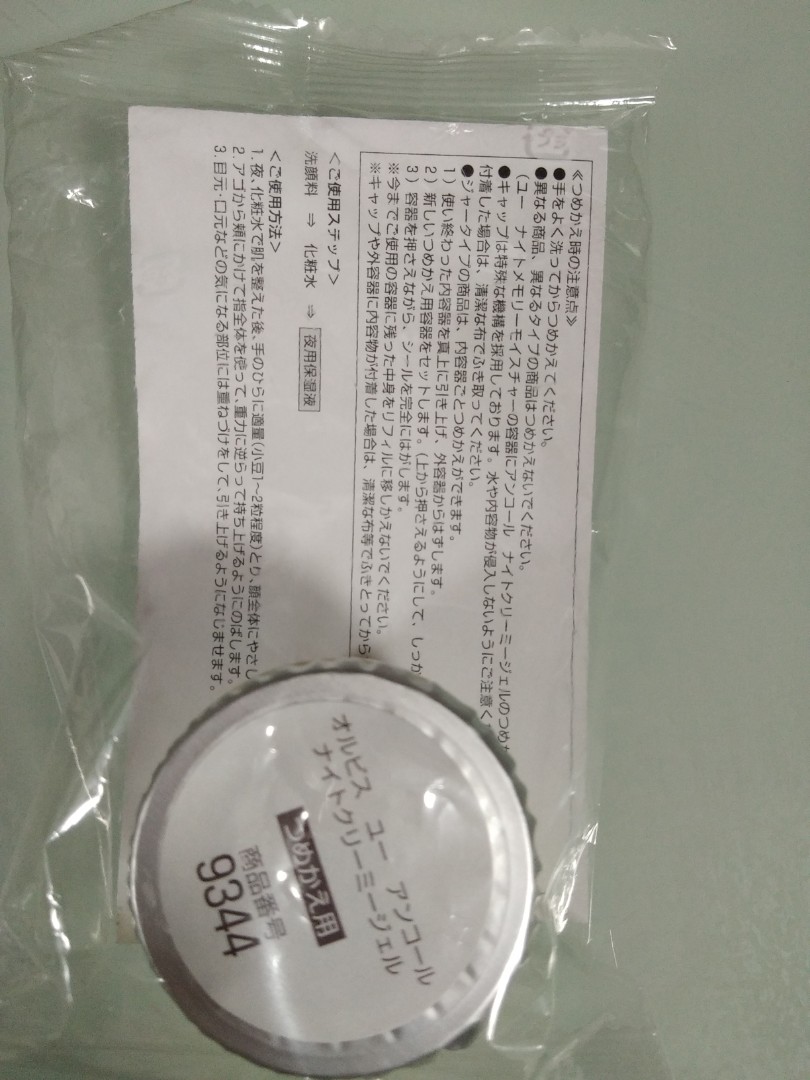 《つめかえ時の注意点》
●手をよく洗ってからつめかえてください。
●異なる商品、異なるタイプの商品はつめかえないでください。
(ユー ナイトメモリーモイスチャーの容器にアンコール ナイトクリーミージェルのつめか
●キャップは特殊な機構を採用しております。水や内容物が侵入しないようにご注意く
付着した場合は、清潔な布でふき取ってください。
●ジャータイプの商品は、内容器ごとつめかえができます。
1) 使い終わった内容器を真上に引き上げ、外容器からはずします。
2) 新しいつめかえ用容器をセットします。(上から押さえるようにして、しっか
3) 容器を押さえながら、シールを完全にはがします。
※今までご使用の容器に残った中身をリフィルに移しかえないでください。
※キャップや外容器に内容物が付着した場合は、清潔な布等でふきとってから
<ご使用ステップ>
洗顔料 ⇒ 化粧水 ⇒ 夜用保湿液
<ご使用方法>
1. 夜、化粧水で肌を整えた後、手のひらに適量(小豆1~2粒程度)とり、顔全体にやさし
2. アゴから頬にかけて指全体を使って、重力に逆らって持ち上げるようにのばします。
3. 目元・口元などの気になる部位には重ねづけをして、引き上げるようになじませます。
オルビス ユー アンコール
ナイトクリーミージェル
つめかえ用
商品番号
9344